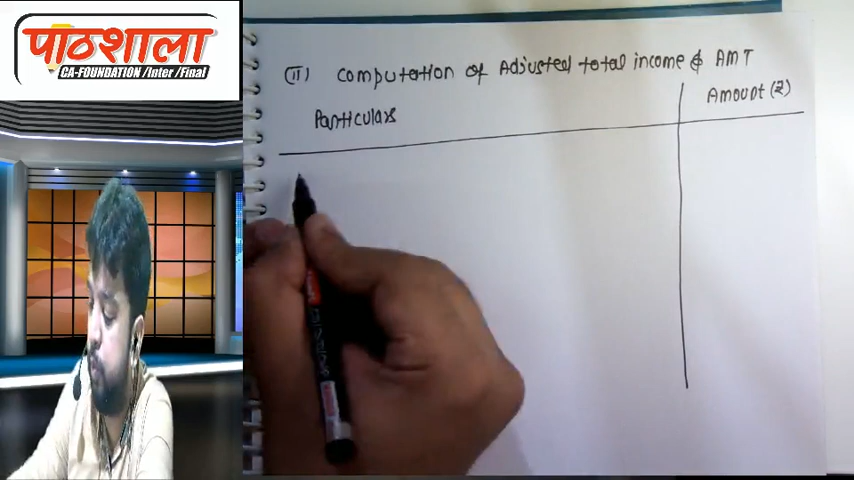 पाठशाला
CA-FOUNDATION /Inter /Final
(II) Computation of Adjusted total income & AMT
Particulars
Amount (₹)